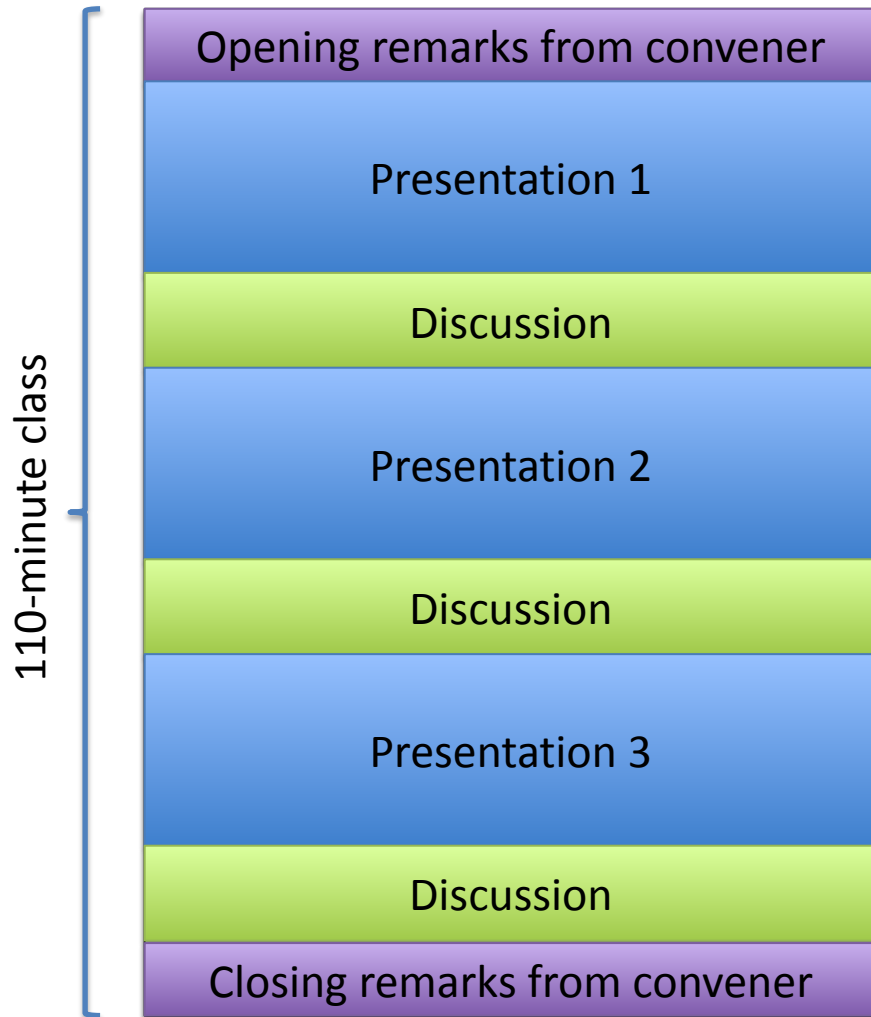 110-minute class
Opening remarks from convener
Presentation 1
Discussion
Presentation 2
Discussion
Presentation 3
Discussion
Closing remarks from convener